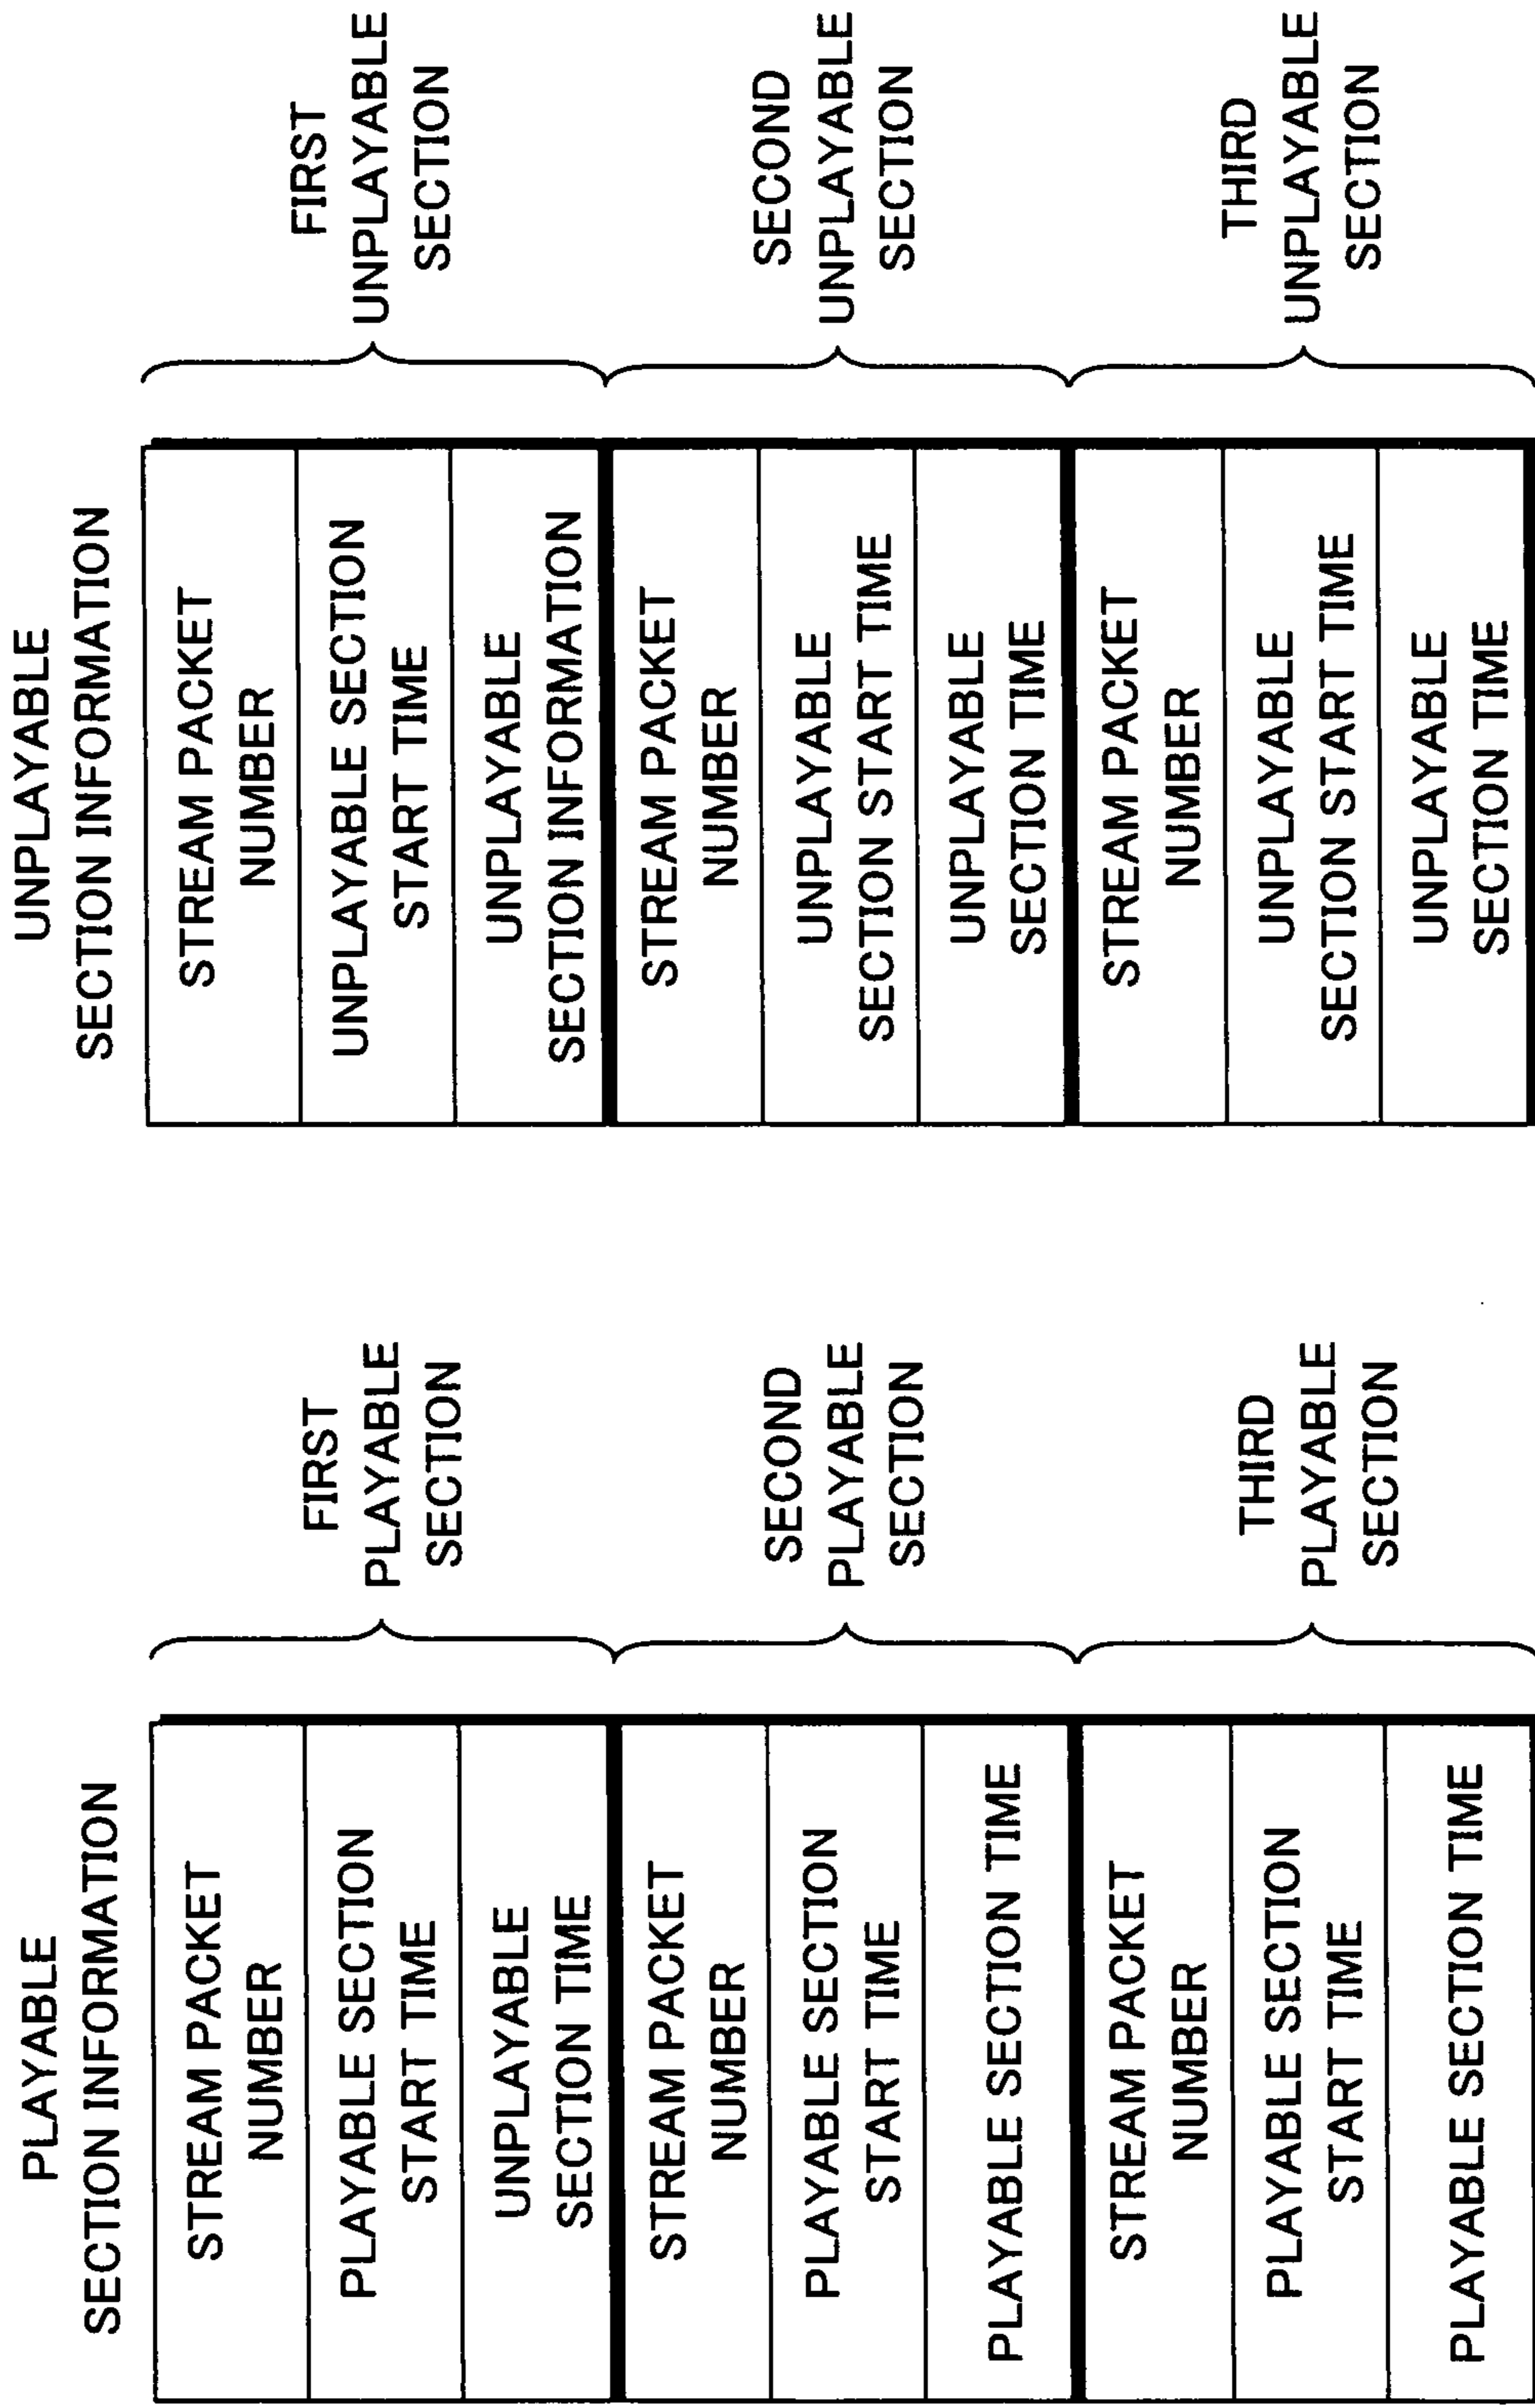 PLAYABLE
SECTION INFORMATION
STREAM PACKET
NUMBER
PLAYABLE SECTION
START TIME
UNPLAYABLE
SECTION TIME
STREAM PACKET
NUMBER
PLAYABLE SECTION
START TIME
PLAYABLE SECTION TIME
STREAM PACKET
NUMBER
PLAYABLE SECTION
START TIME
PLAYABLE SECTION TIME
FIRST
PLAYABLE
SECTION
SECOND
PLAYABLE
SECTION
THIRD
PLAYABLE
SECTION
UNPLAYABLE
SECTION INFORMATION
STREAM PACKET
NUMBER
UNPLAYABLE SECTION
START TIME
UNPLAYABLE
SECTION INFORMATION
STREAM PACKET
NUMBER
UNPLAYABLE
SECTION START TIME
UNPLAYABLE
SECTION TIME
STREAM PACKET
NUMBER
UNPLAYABLE
SECTION START TIME
UNPLAYABLE
SECTION TIME
FIRST
UNPLAYABLE
SECTION
SECOND
UNPLAYABLE
SECTION
THIRD
UNPLAYABLE
SECTION